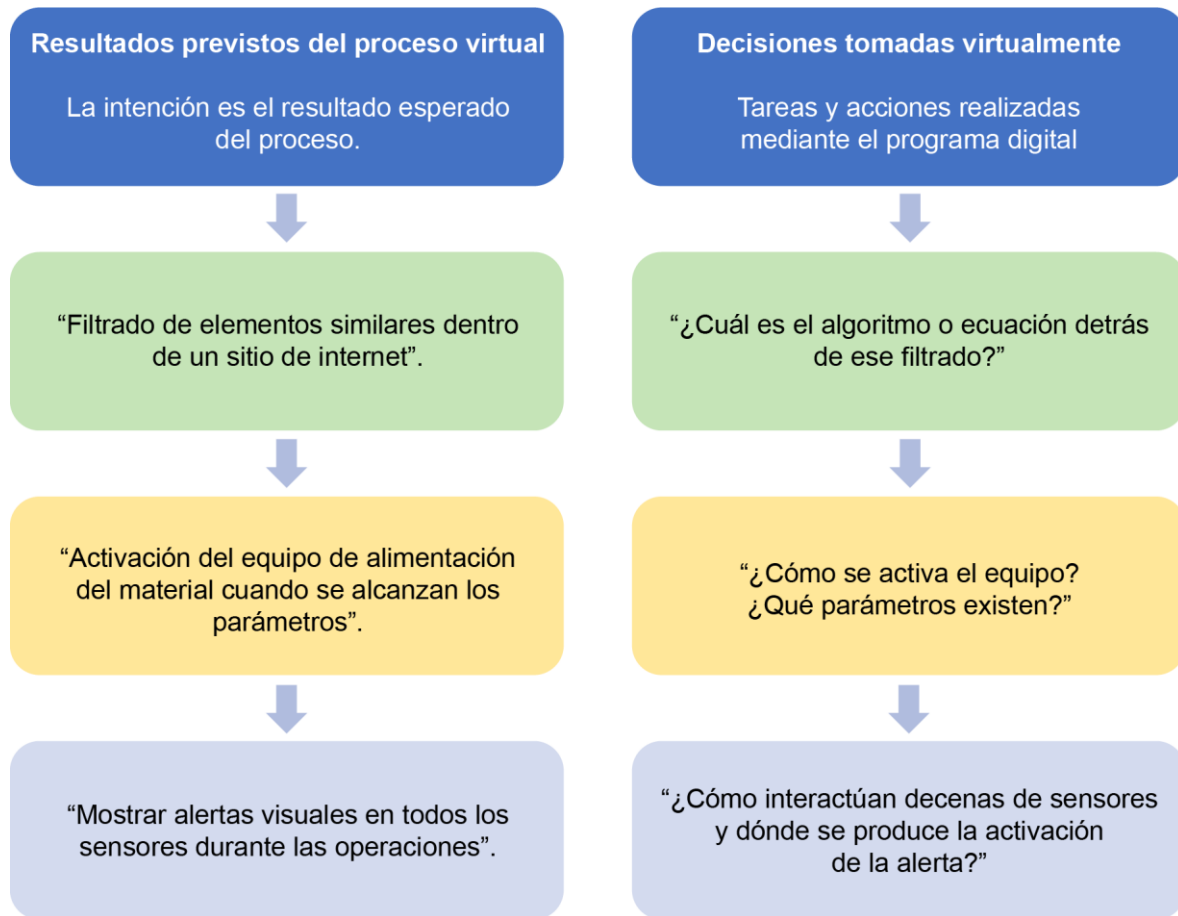 Resultados previstos del proceso virtual
La intención es el resultado esperado
del proceso.
“Filtrado de elementos similares dentro
de un sitio de internet”.
“Activación del equipo de alimentación
del material cuando se alcanzan los
parámetros”.
“Mostrar alertas visuales en todos los
sensores durante las operaciones”.
Decisiones tomadas virtualmente
Tareas y acciones realizadas
mediante el programa digital
“¿Cuál es el algoritmo o ecuación detrás
de ese filtrado?”
“¿Cómo se activa el equipo?
¿Qué parámetros existen?”
“¿Cómo interactúan decenas de sensores
y dónde se produce la activación
de la alerta?”